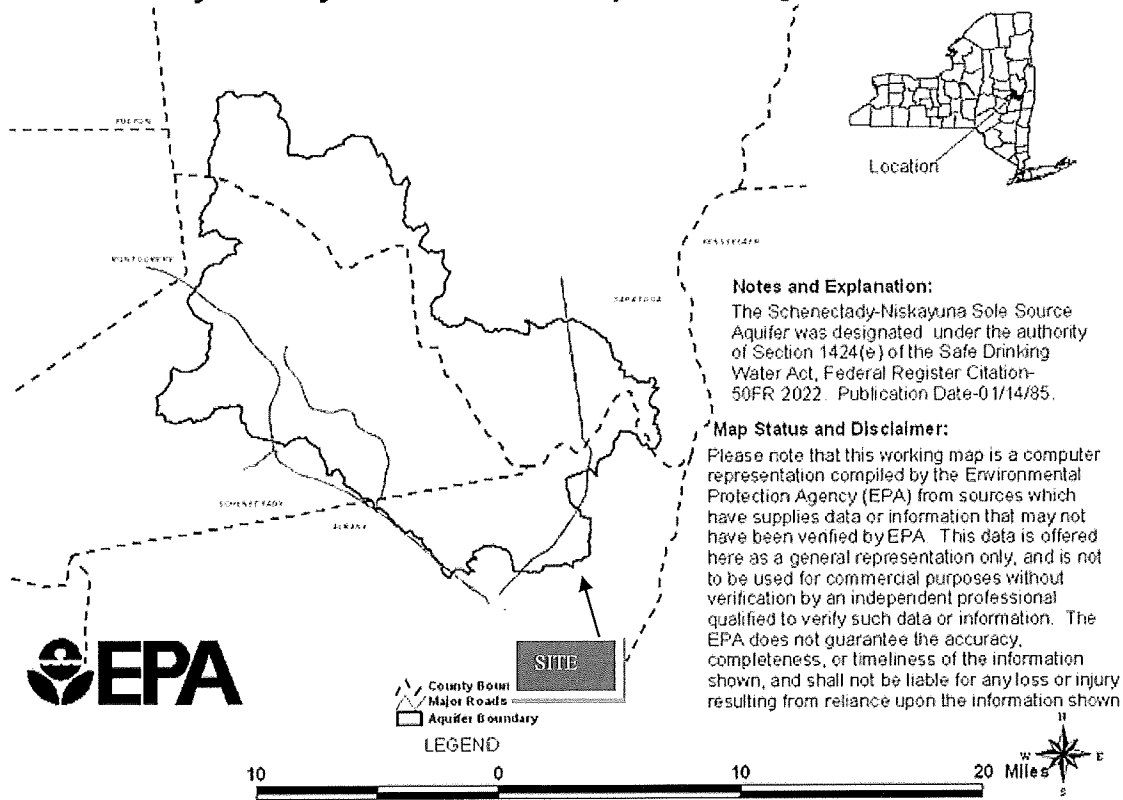 FULTON
MONTGOMERY
SARATOGA
RENSSELAER
SCHENECTADY
ALBANY
Location
Notes and Explanation:
The Schenectady-Niskayuna Sole Source
Aquifer was designated under the authority
of Section 1424(e) of the Safe Drinking
Water Act, Federal Register Citation-
50FR 2022. Publication Date-01/14/85.
Map Status and Disclaimer:
Please note that this working map is a computer
representation compiled by the Environmental
Protection Agency (EPA) from sources which
have supplies data or information that may not
have been verified by EPA. This data is offered
here as a general representation only, and is not
to be used for commercial purposes without
verification by an independent professional
qualified to verify such data or information. The
EPA does not guarantee the accuracy,
completeness, or timeliness of the information
shown, and shall not be liable for any loss or injury
resulting from reliance upon the information shown
EPA
SITE
County Boun
Major Roads
Aquifer Boundary
LEGEND
10 0 10 20 Miles
N
W E
S